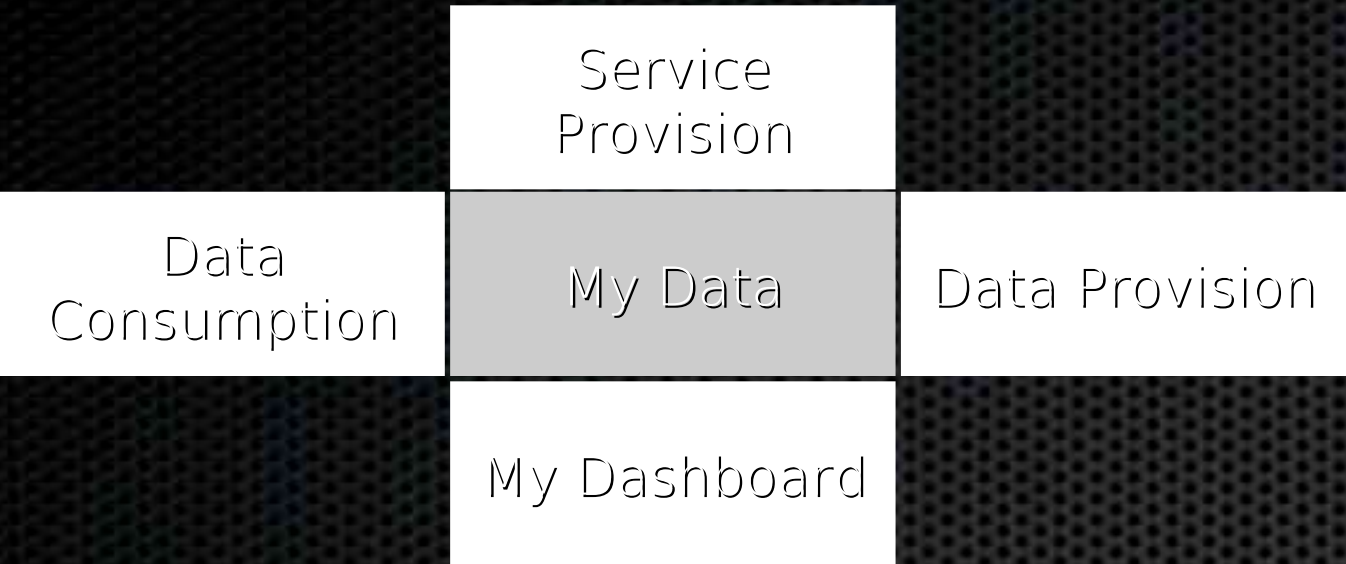 Service
Provision
Data
Consumption
My Data
Data Provision
My Dashboard